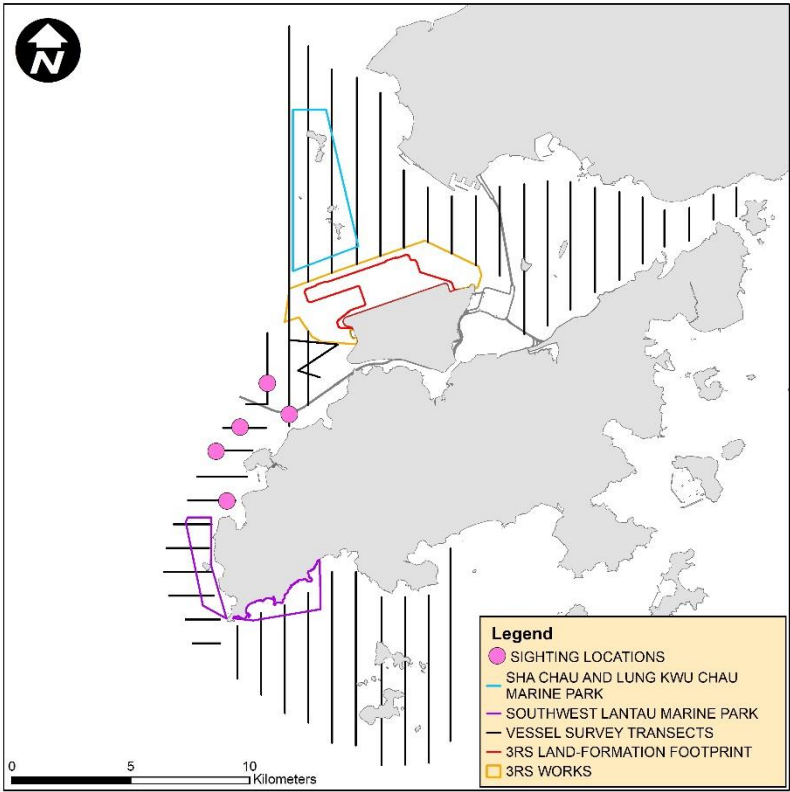 N
Legend
SIGHTING LOCATIONS
SHA CHAU AND LUNG KWU CHAU
MARINE PARK
SOUTHWEST LANTAU MARINE PARK
VESSEL SURVEY TRANSECTS
3RS LAND-FORMATION FOOTPRINT
3RS WORKS
0 5 10
Kilometers